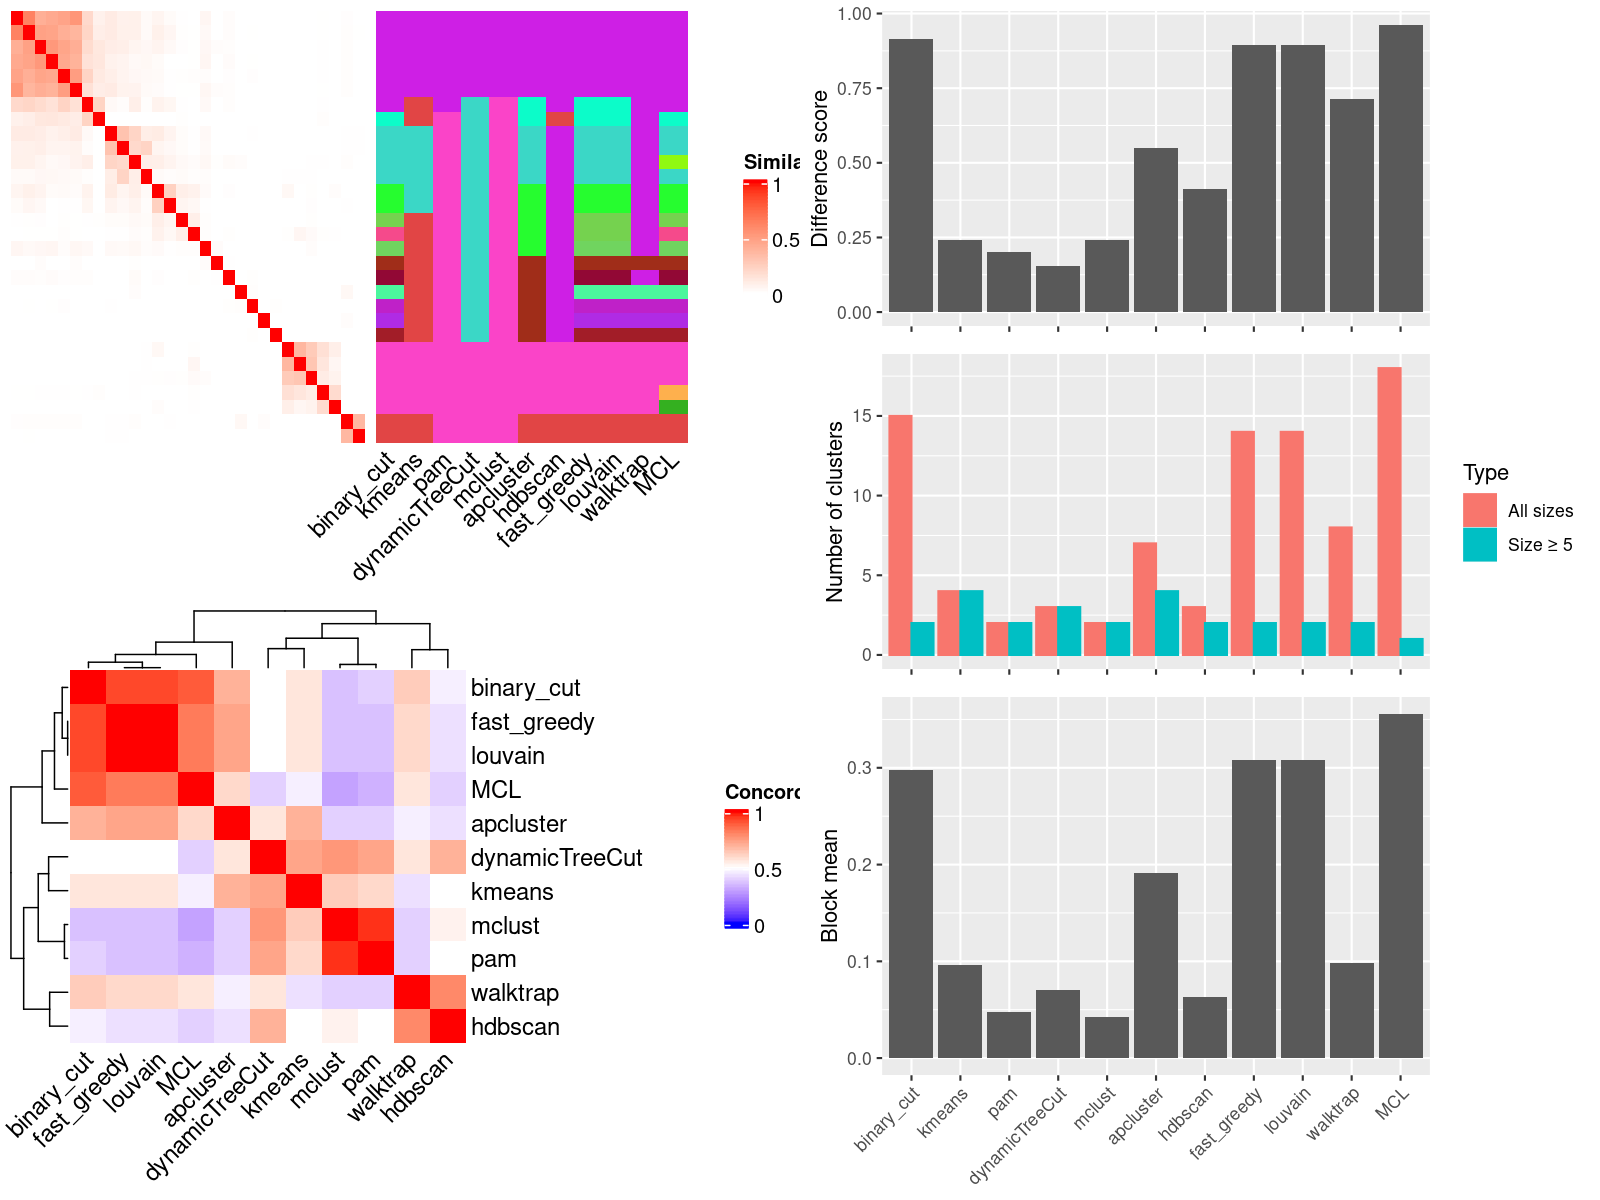 Simila
1
0.5
0
binary_cut
kmeans
pam
dynamicTreeCut
mclust
apcluster
hdbscan
fast_greedy
louvain
walktrap
MCL
Difference score
1.00
0.75
0.50
0.25
0.00
Number of clusters
15
10
5
0
Type
All sizes
Size ≥ 5
binary_cut
fast_greedy
louvain
MCL
apcluster
dynamicTreeCut
kmeans
mclust
pam
walktrap
hdbscan
binary_cut
fast_greedy
louvain
MCL
apcluster
dynamicTreeCut
kmeans
mclust
pam
walktrap
hdbscan
Concord
1
0.5
0
Block mean
0.3
0.2
0.1
0.0
binary_cut
kmeans
pam
dynamicTreeCut
mclust
apcluster
hdbscan
fast_greedy
louvain
walktrap
MCL